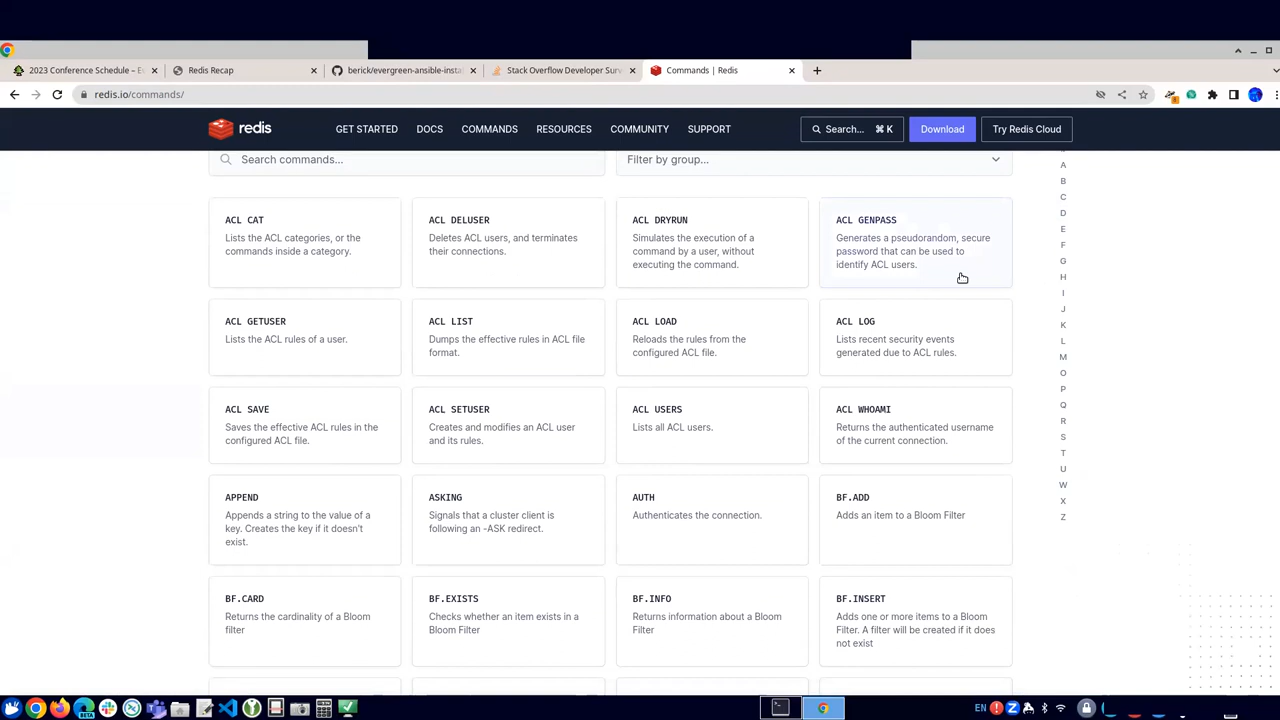 2023 Conference Schedule – Ev
Redis Recap
berick/evergreen-ansible-insta
Stack Overflow Developer Surv
Commands | Redis
redis.io/commands/
redis
GET STARTED
DOCS
COMMANDS
RESOURCES
COMMUNITY
SUPPORT
Search...
⌘ K
Download
Try Redis Cloud
Search commands...
Filter by group...
ACL CAT
Lists the ACL categories, or the
commands inside a category.
ACL DELUSER
Deletes ACL users, and terminates
their connections.
ACL DRYRUN
Simulates the execution of a
command by a user, without
executing the command.
ACL GENPASS
Generates a pseudorandom, secure
password that can be used to
identify ACL users.
ACL GETUSER
Lists the ACL rules of a user.
ACL LIST
Dumps the effective rules in ACL file
format.
ACL LOAD
Reloads the rules from the
configured ACL file.
ACL LOG
Lists recent security events
generated due to ACL rules.
ACL SAVE
Saves the effective ACL rules in the
configured ACL file.
ACL SETUSER
Creates and modifies an ACL user
and its rules.
ACL USERS
Lists all ACL users.
ACL WHOAMI
Returns the authenticated username
of the current connection.
APPEND
Appends a string to the value of a
key. Creates the key if it doesn't
exist.
ASKING
Signals that a cluster client is
following an -ASK redirect.
AUTH
Authenticates the connection.
BF.ADD
Adds an item to a Bloom Filter
BF.CARD
Returns the cardinality of a Bloom
filter
BF.EXISTS
Checks whether an item exists in a
Bloom Filter
BF.INFO
Returns information about a Bloom
Filter
BF.INSERT
Adds one or more items to a Bloom
Filter. A filter will be created if it does
not exist
A
B
C
D
E
F
G
H
I
J
K
L
M
O
P
Q
R
S
T
U
W
X
Z
EN